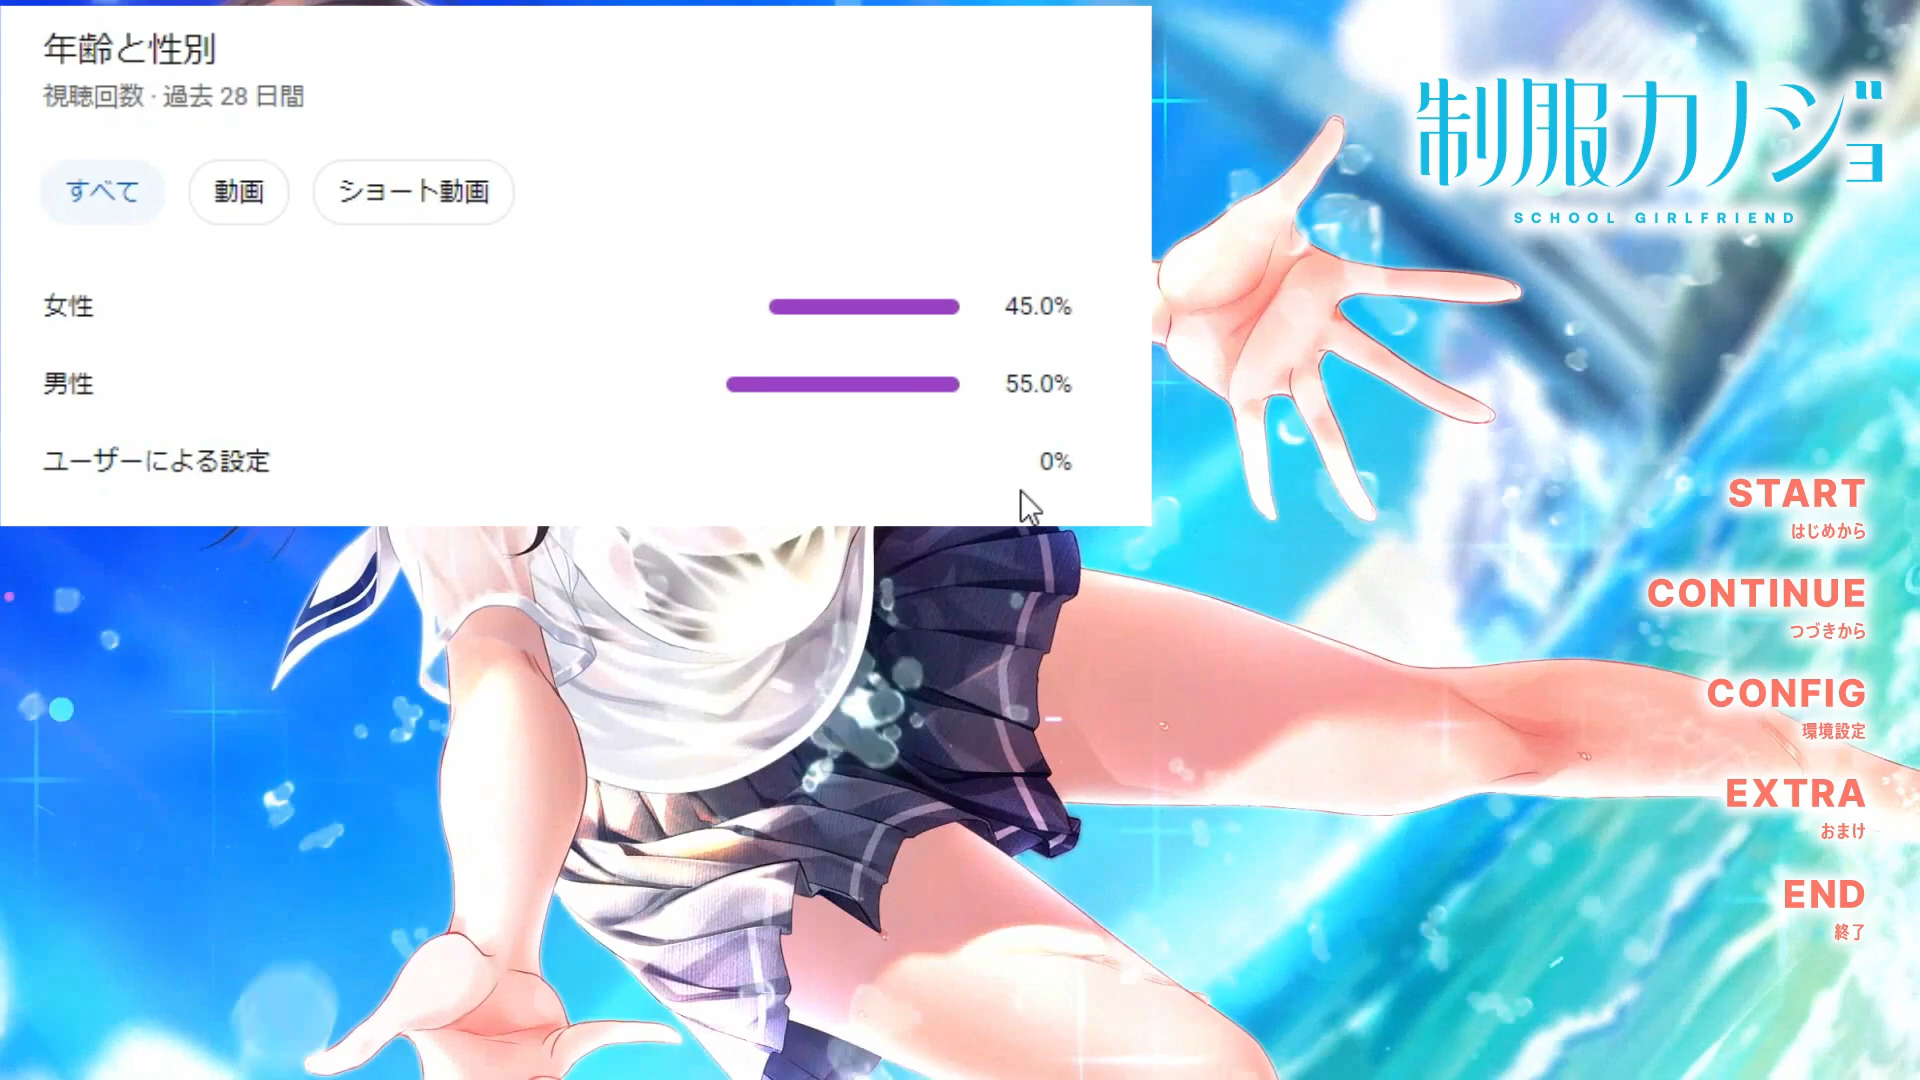 年齢と性別
視聴回数 · 過去 28 日間
すべて
動画
ショート動画
女性 45.0%
男性 55.0%
ユーザーによる設定 0%
制服カノジョ
SCHOOL GIRLFRIEND
START
はじめから
CONTINUE
つづきから
CONFIG
環境設定
EXTRA
おまけ
END
終了